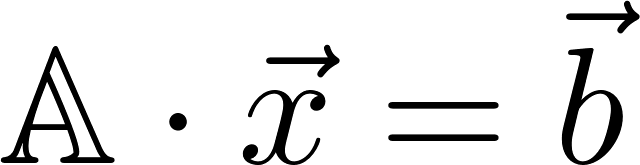 𝔸 · x⃗ = b⃗